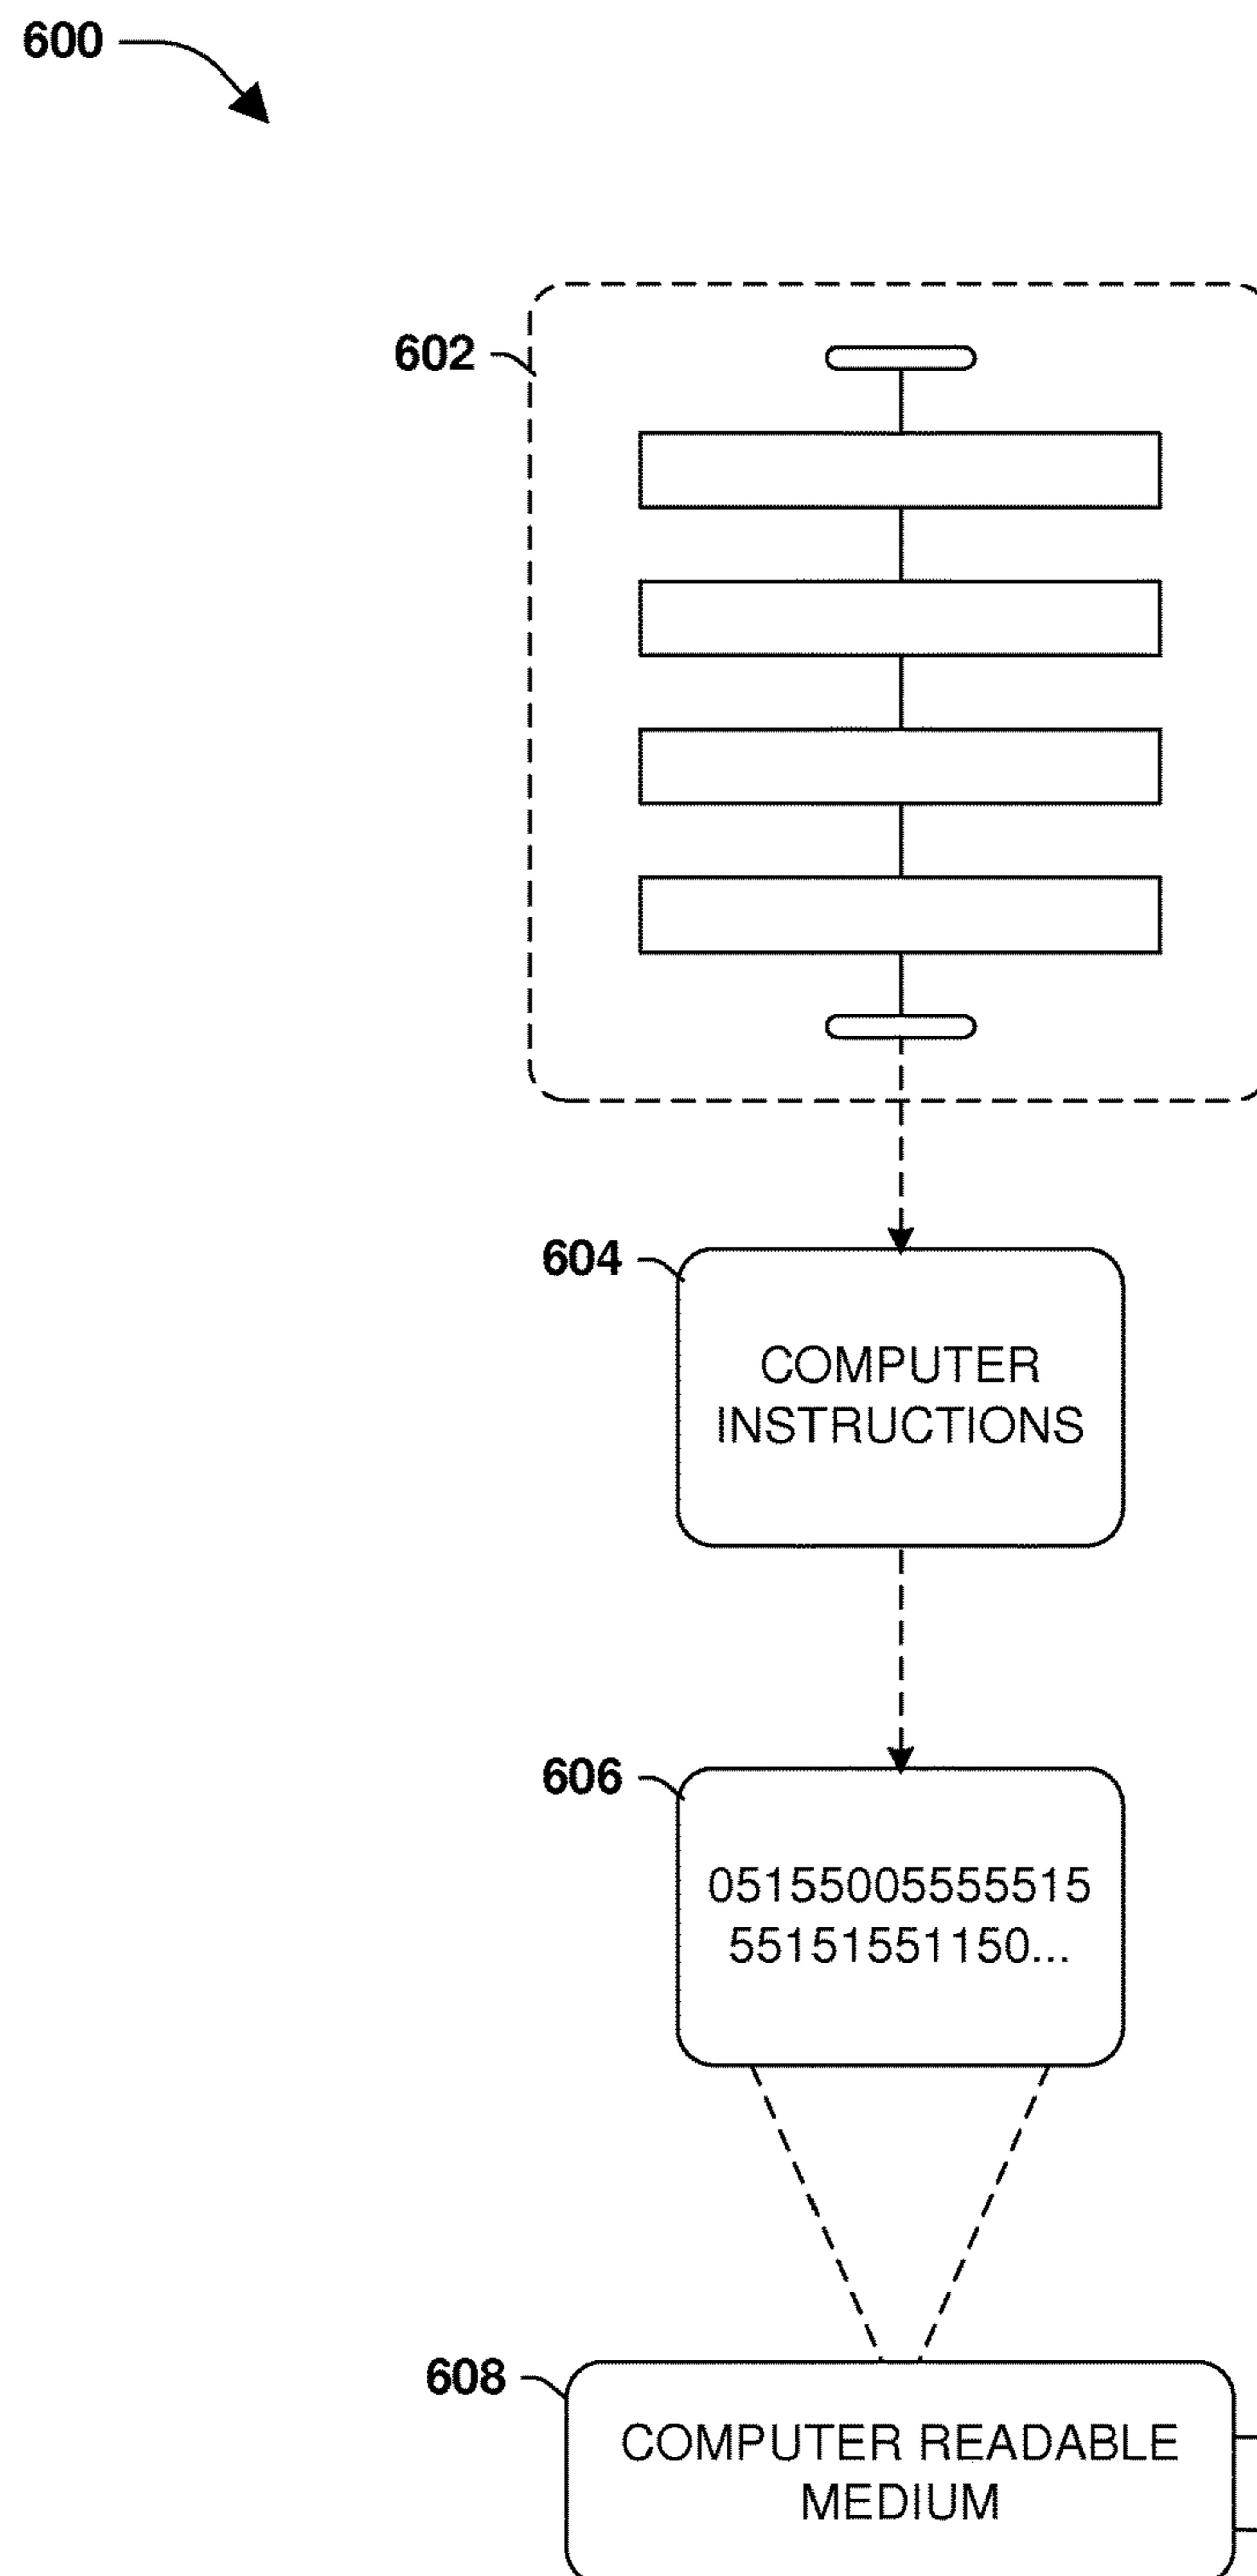 600
602
604
COMPUTER
INSTRUCTIONS
606
05155005555515
55151551150...
608
COMPUTER READABLE
MEDIUM